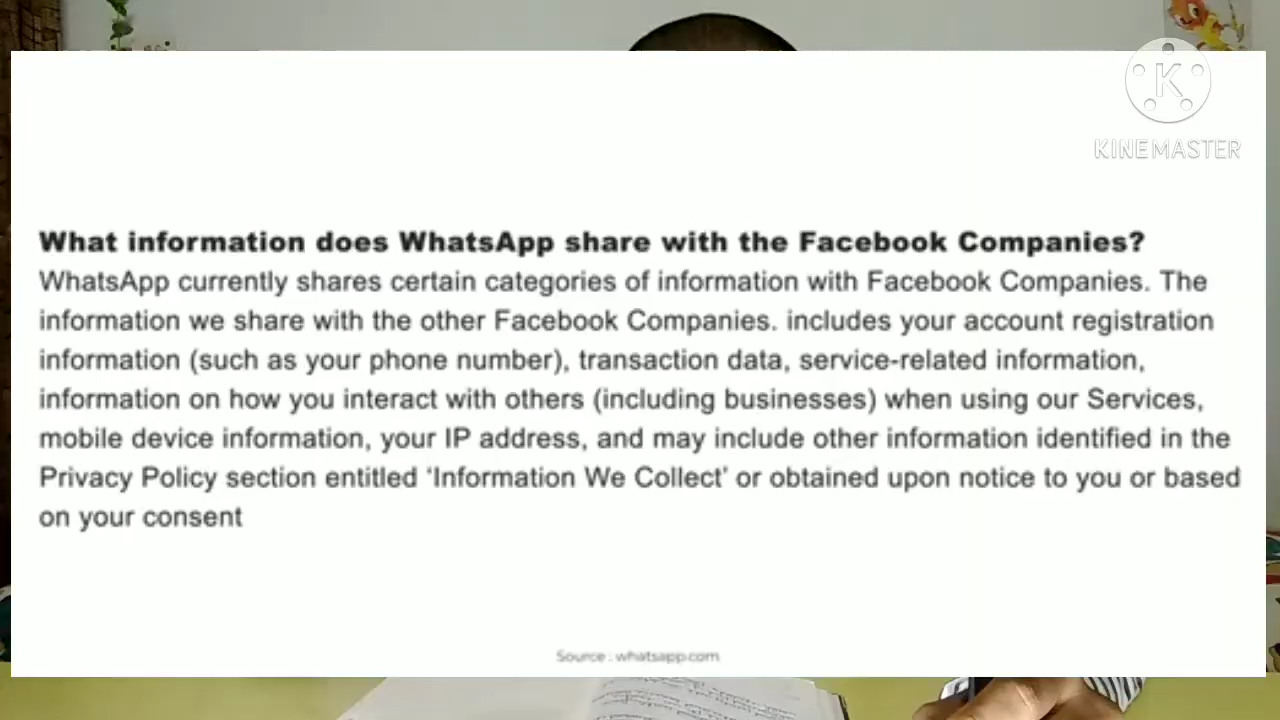 K
KINEMASTER
What information does WhatsApp share with the Facebook Companies?
WhatsApp currently shares certain categories of information with Facebook Companies. The
information we share with the other Facebook Companies. includes your account registration
information (such as your phone number), transaction data, service-related information,
information on how you interact with others (including businesses) when using our Services,
mobile device information, your IP address, and may include other information identified in the
Privacy Policy section entitled ‘Information We Collect’ or obtained upon notice to you or based
on your consent
Source : whatsapp.com